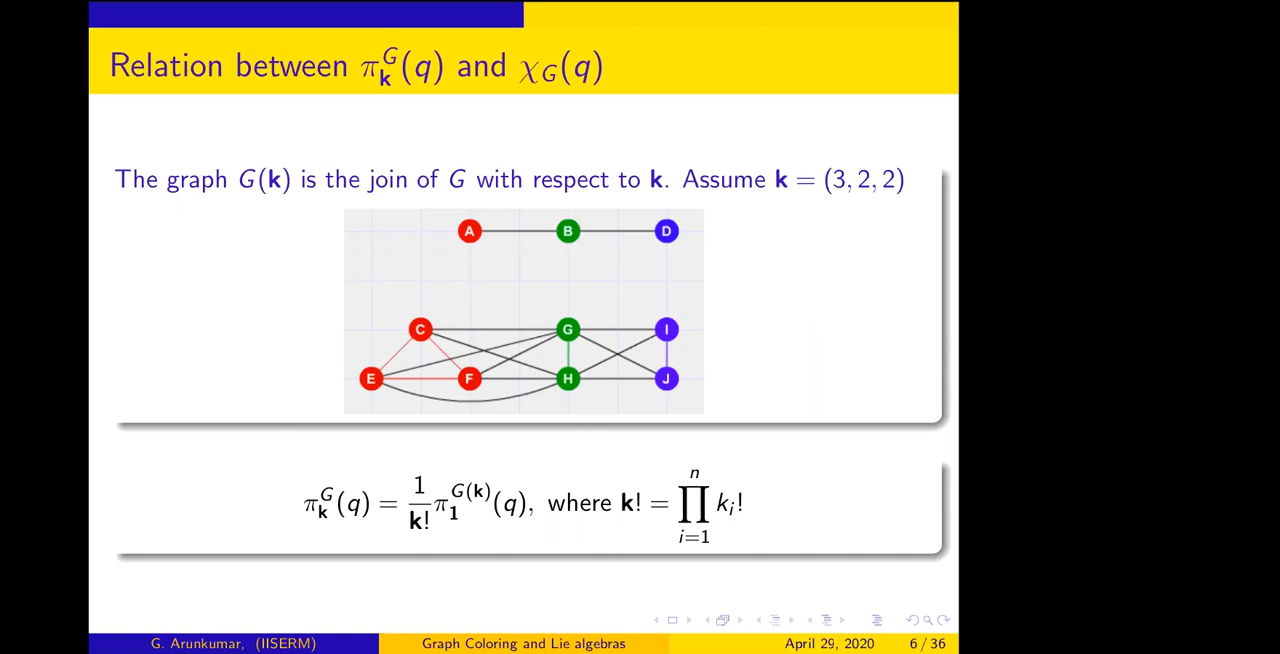 Relation between π_𝐤^G(q) and χ_G(q)
The graph G(𝐤) is the join of G with respect to 𝐤. Assume 𝐤 = (3, 2, 2)
A B D
C G I
E F H J
π_𝐤^G(q) = 1/𝐤! π_𝟏^{G(𝐤)}(q), where 𝐤! = ∏_{i=1}^{n} k_i!
G. Arunkumar, (IISERM) Graph Coloring and Lie algebras April 29, 2020 6 / 36